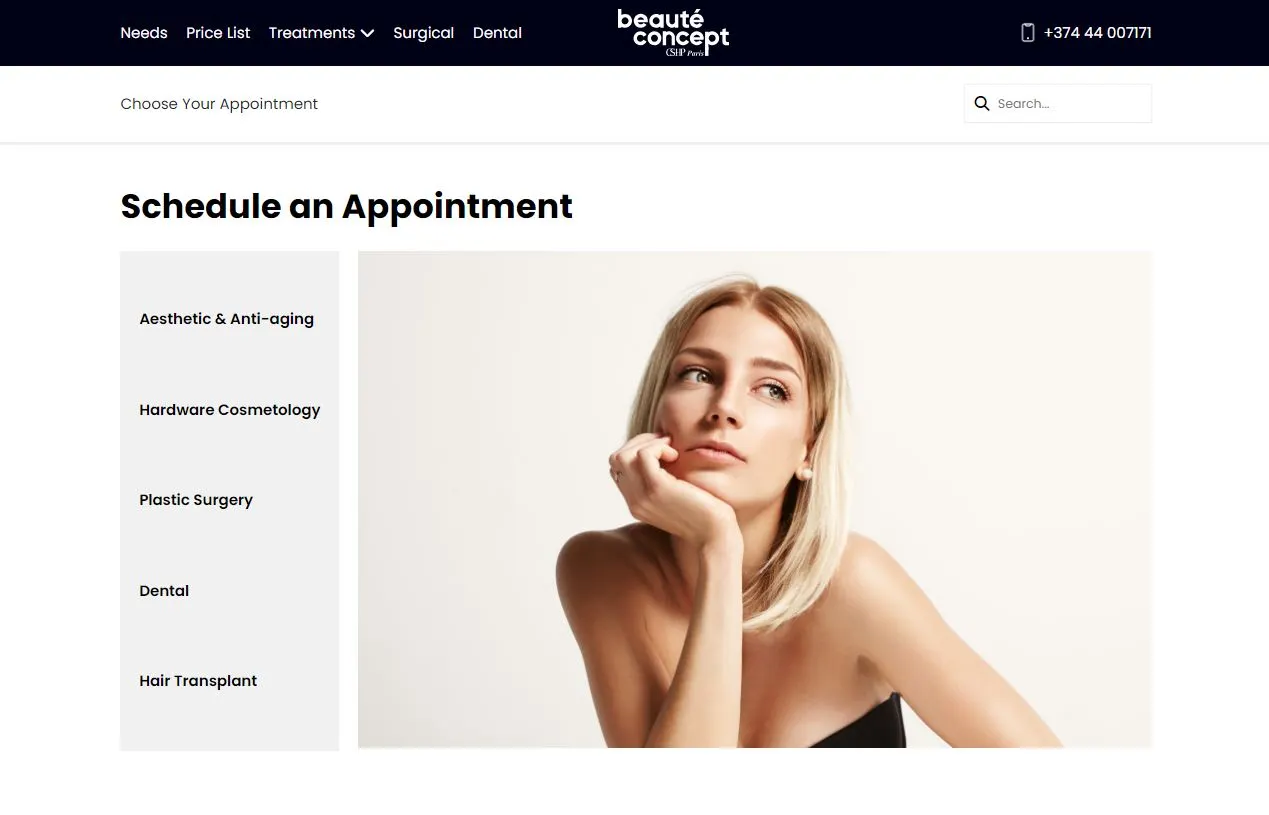 Needs Price List Treatments Surgical Dental
beauté
concept
CSHP Paris
+374 44 007171
Choose Your Appointment
Search...
Schedule an Appointment
Aesthetic & Anti-aging
Hardware Cosmetology
Plastic Surgery
Dental
Hair Transplant